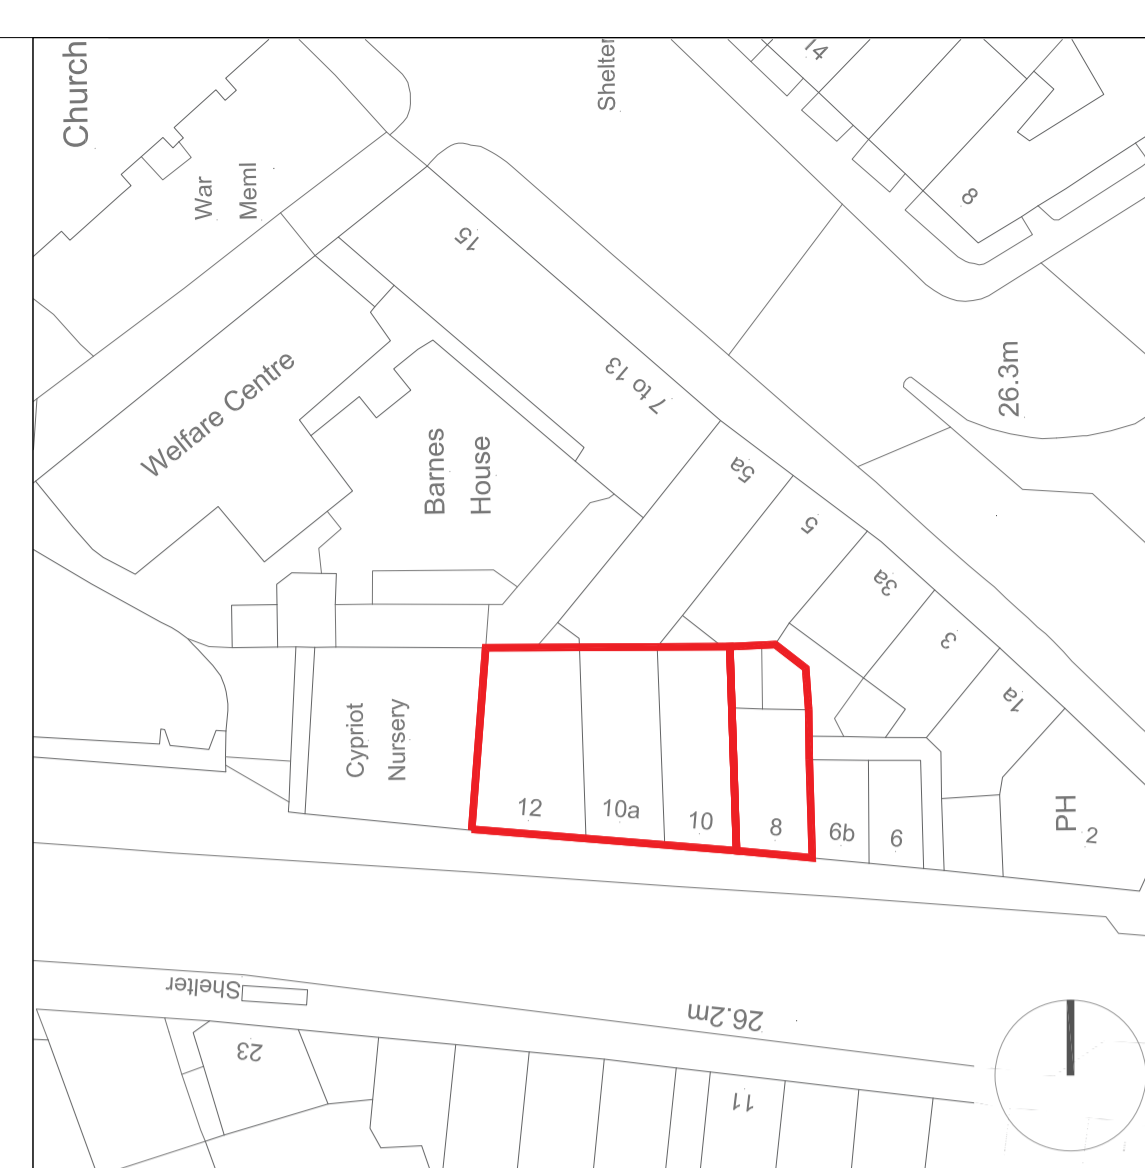 Church
Shelter
14
War
Meml
8
15
Welfare Centre
7 to 13
26.3m
Barnes
House
5a
5
3a
3
1a
Cypriot
Nursery
12
10a
10
8
6b
6
PH
2
Shelter
26.2m
23
11